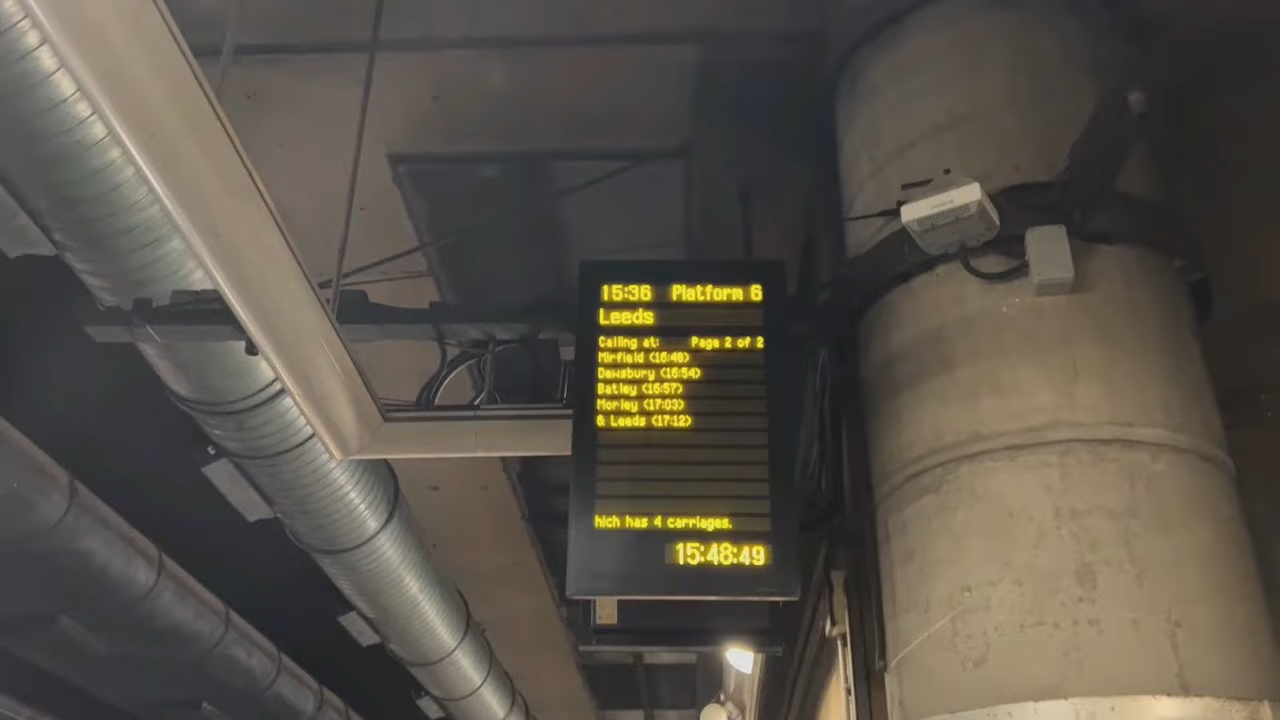 15:36 Platform 6
Leeds
Calling at: Page 2 of 2
Mirfield (16:48)
Dewsbury (16:54)
Batley (16:57)
Morley (17:03)
& Leeds (17:12)
hich has 4 carriages.
15:48:49